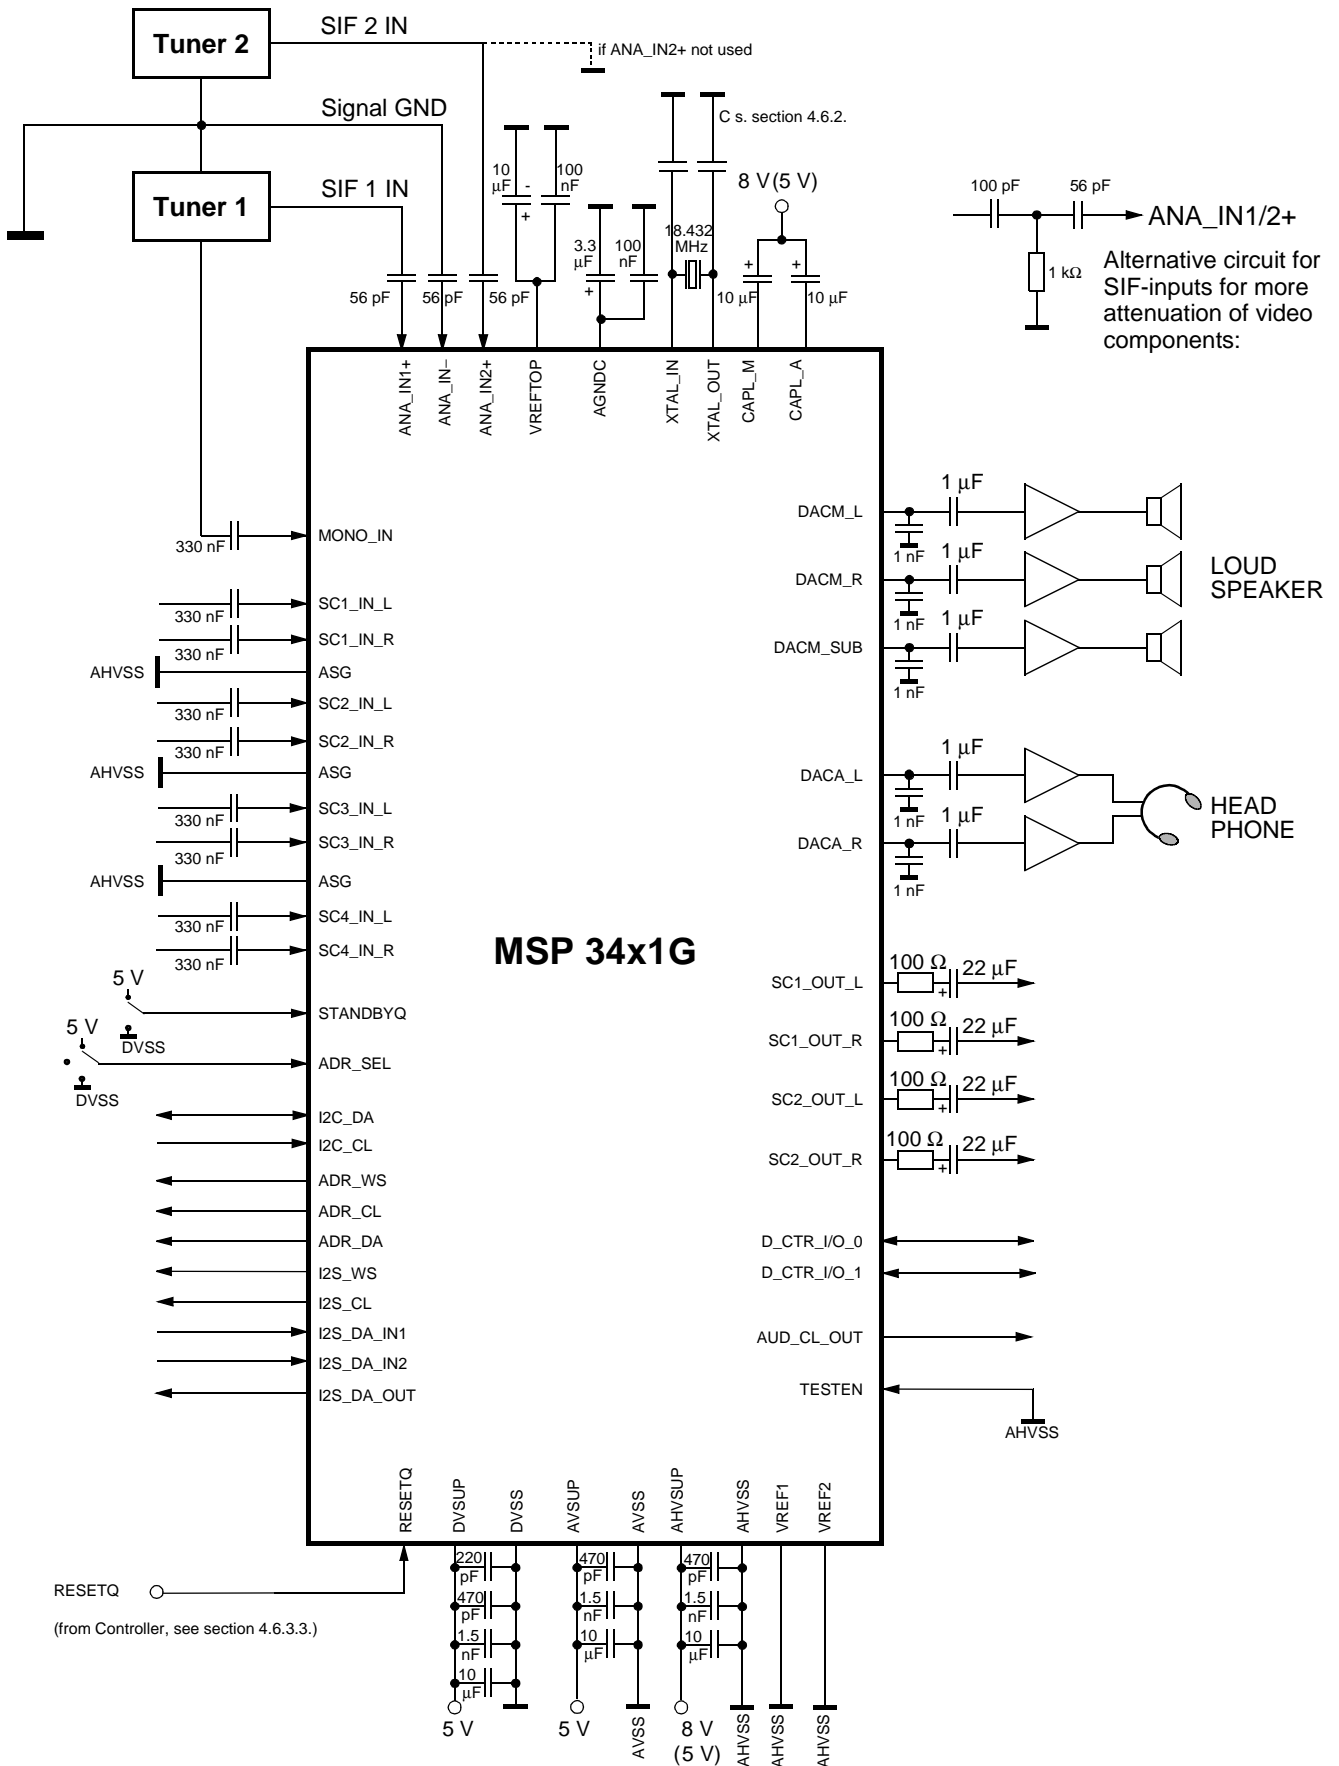 Tuner 2
SIF 2 IN
if ANA_IN2+ not used
Signal GND
C s. section 4.6.2.
Tuner 1
SIF 1 IN
10
µF
-
+
100
nF
8 V (5 V)
3.3
µF
+
100
nF
18.432
MHz
+
+
10 µF
10 µF
56 pF
56 pF
56 pF
100 pF
56 pF
ANA_IN1/2+
1 kΩ
Alternative circuit for
SIF-inputs for more
attenuation of video
components:
ANA_IN1+
ANA_IN−
ANA_IN2+
VREFTOP
AGNDC
XTAL_IN
XTAL_OUT
CAPL_M
CAPL_A
330 nF
MONO_IN
330 nF
SC1_IN_L
330 nF
SC1_IN_R
AHVSS
ASG
330 nF
SC2_IN_L
330 nF
SC2_IN_R
AHVSS
ASG
330 nF
SC3_IN_L
330 nF
SC3_IN_R
AHVSS
ASG
330 nF
SC4_IN_L
330 nF
SC4_IN_R
5 V
DVSS
STANDBYQ
5 V
DVSS
ADR_SEL
I2C_DA
I2C_CL
ADR_WS
ADR_CL
ADR_DA
I2S_WS
I2S_CL
I2S_DA_IN1
I2S_DA_IN2
I2S_DA_OUT
MSP 34x1G
DACM_L
1 µF
1 nF
DACM_R
1 µF
1 nF
DACM_SUB
1 µF
1 nF
LOUD
SPEAKER
DACA_L
1 µF
1 nF
DACA_R
1 µF
1 nF
HEAD
PHONE
SC1_OUT_L
100 Ω
+
22 µF
SC1_OUT_R
100 Ω
+
22 µF
SC2_OUT_L
100 Ω
+
22 µF
SC2_OUT_R
100 Ω
+
22 µF
D_CTR_I/O_0
D_CTR_I/O_1
AUD_CL_OUT
TESTEN
AHVSS
RESETQ
DVSUP
DVSS
AVSUP
AVSS
AHVSUP
AHVSS
VREF1
VREF2
RESETQ
(from Controller, see section 4.6.3.3.)
220
pF
470
pF
1.5
nF
10
µF
5 V
470
pF
1.5
nF
10
µF
5 V
AVSS
470
pF
1.5
nF
10
µF
8 V
(5 V)
AHVSS
AHVSS
AHVSS